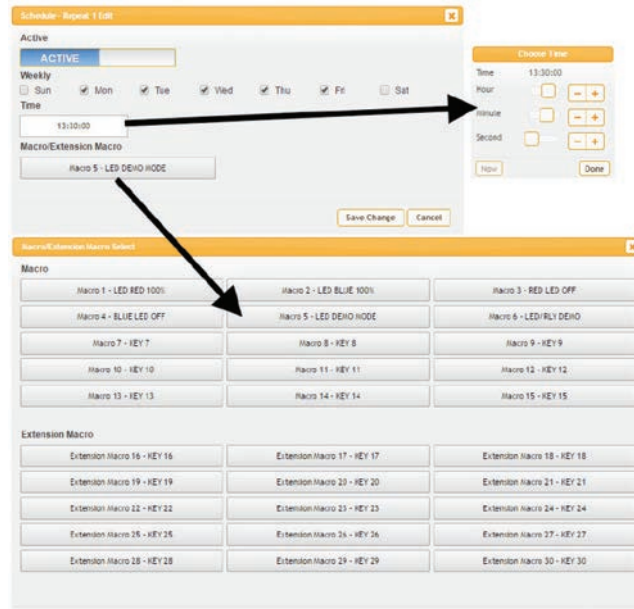 Schedule- Repeat 1 Edit
Active
ACTIVE
Weekly
Sun Mon Tue Wed Thu Fri Sat
Time
13:30:00
Macro/Extension Macro
Macro 5 - LED DEMO MODE
Save Change Cancel
Choose Time
Time 13:30:00
Hour - +
Minute - +
Second - +
Now Done
Macro/Extension Macro Select
Macro
Macro 1 - LED RED 100% Macro 2 - LED BLUE 100% Macro 3 - RED LED OFF
Macro 4 - BLUE LED OFF Macro 5 - LED DEMO MODE Macro 6 - LED/RLY DEMO
Macro 7 - KEY 7 Macro 8 - KEY 8 Macro 9 - KEY 9
Macro 10 - KEY 10 Macro 11 - KEY 11 Macro 12 - KEY 12
Macro 13 - KEY 13 Macro 14 - KEY 14 Macro 15 - KEY 15
Extension Macro
Extension Macro 16 - KEY 16 Extension Macro 17 - KEY 17 Extension Macro 18 - KEY 18
Extension Macro 19 - KEY 19 Extension Macro 20 - KEY 20 Extension Macro 21 - KEY 21
Extension Macro 22 - KEY 22 Extension Macro 23 - KEY 23 Extension Macro 24 - KEY 24
Extension Macro 25 - KEY 25 Extension Macro 26 - KEY 26 Extension Macro 27 - KEY 27
Extension Macro 28 - KEY 28 Extension Macro 29 - KEY 29 Extension Macro 30 - KEY 30